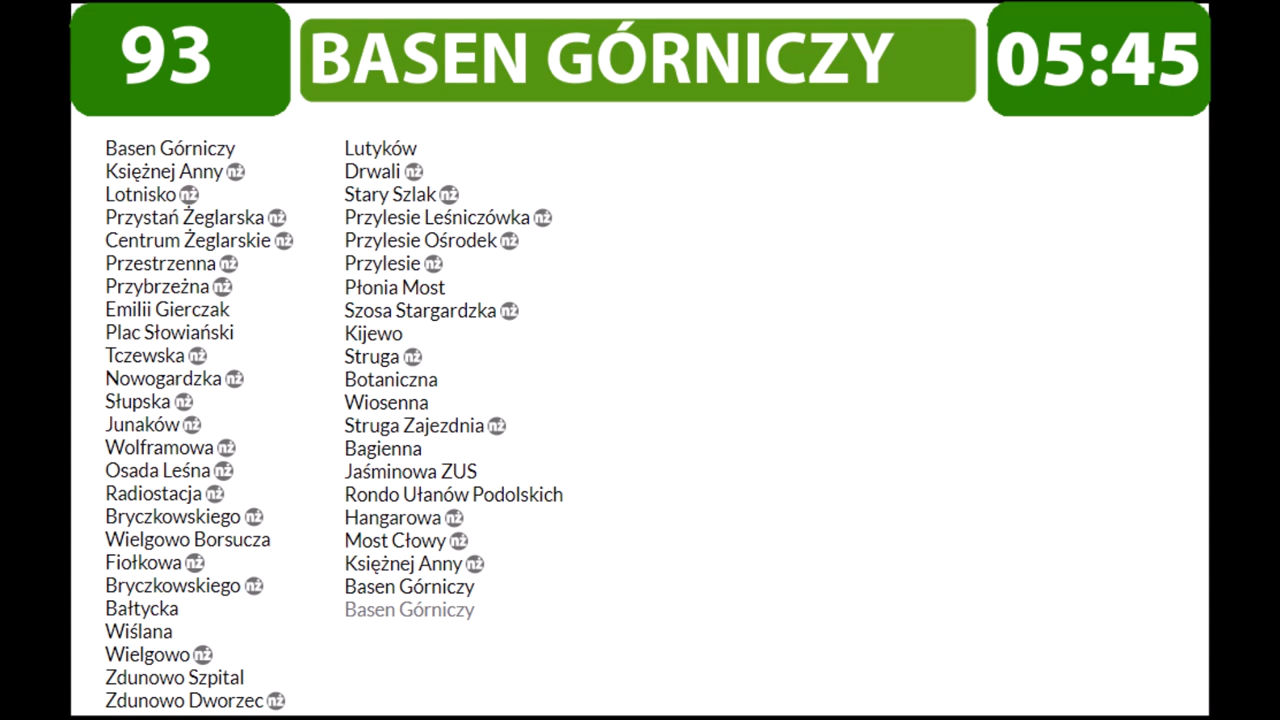 93
BASEN GÓRNICZY
05:45
Basen Górniczy
Księżnej Anny nż
Lotnisko nż
Przystań Żeglarska nż
Centrum Żeglarskie nż
Przestrzenna nż
Przybrzeżna nż
Emilii Gierczak
Plac Słowiański
Tczewska nż
Nowogardzka nż
Słupska nż
Junaków nż
Wolframowa nż
Osada Leśna nż
Radiostacja nż
Bryczkowskiego nż
Wielgowo Borsucza
Fiołkowa nż
Bryczkowskiego nż
Bałtycka
Wiślana
Wielgowo nż
Zdunowo Szpital
Zdunowo Dworzec nż
Lutyków
Drwali nż
Stary Szlak nż
Przylesie Leśniczówka nż
Przylesie Ośrodek nż
Przylesie nż
Płonia Most
Szosa Stargardzka nż
Kijewo
Struga nż
Botaniczna
Wiosenna
Struga Zajezdnia nż
Bagienna
Jaśminowa ZUS
Rondo Ułanów Podolskich
Hangarowa nż
Most Cłowy nż
Księżnej Anny nż
Basen Górniczy
Basen Górniczy